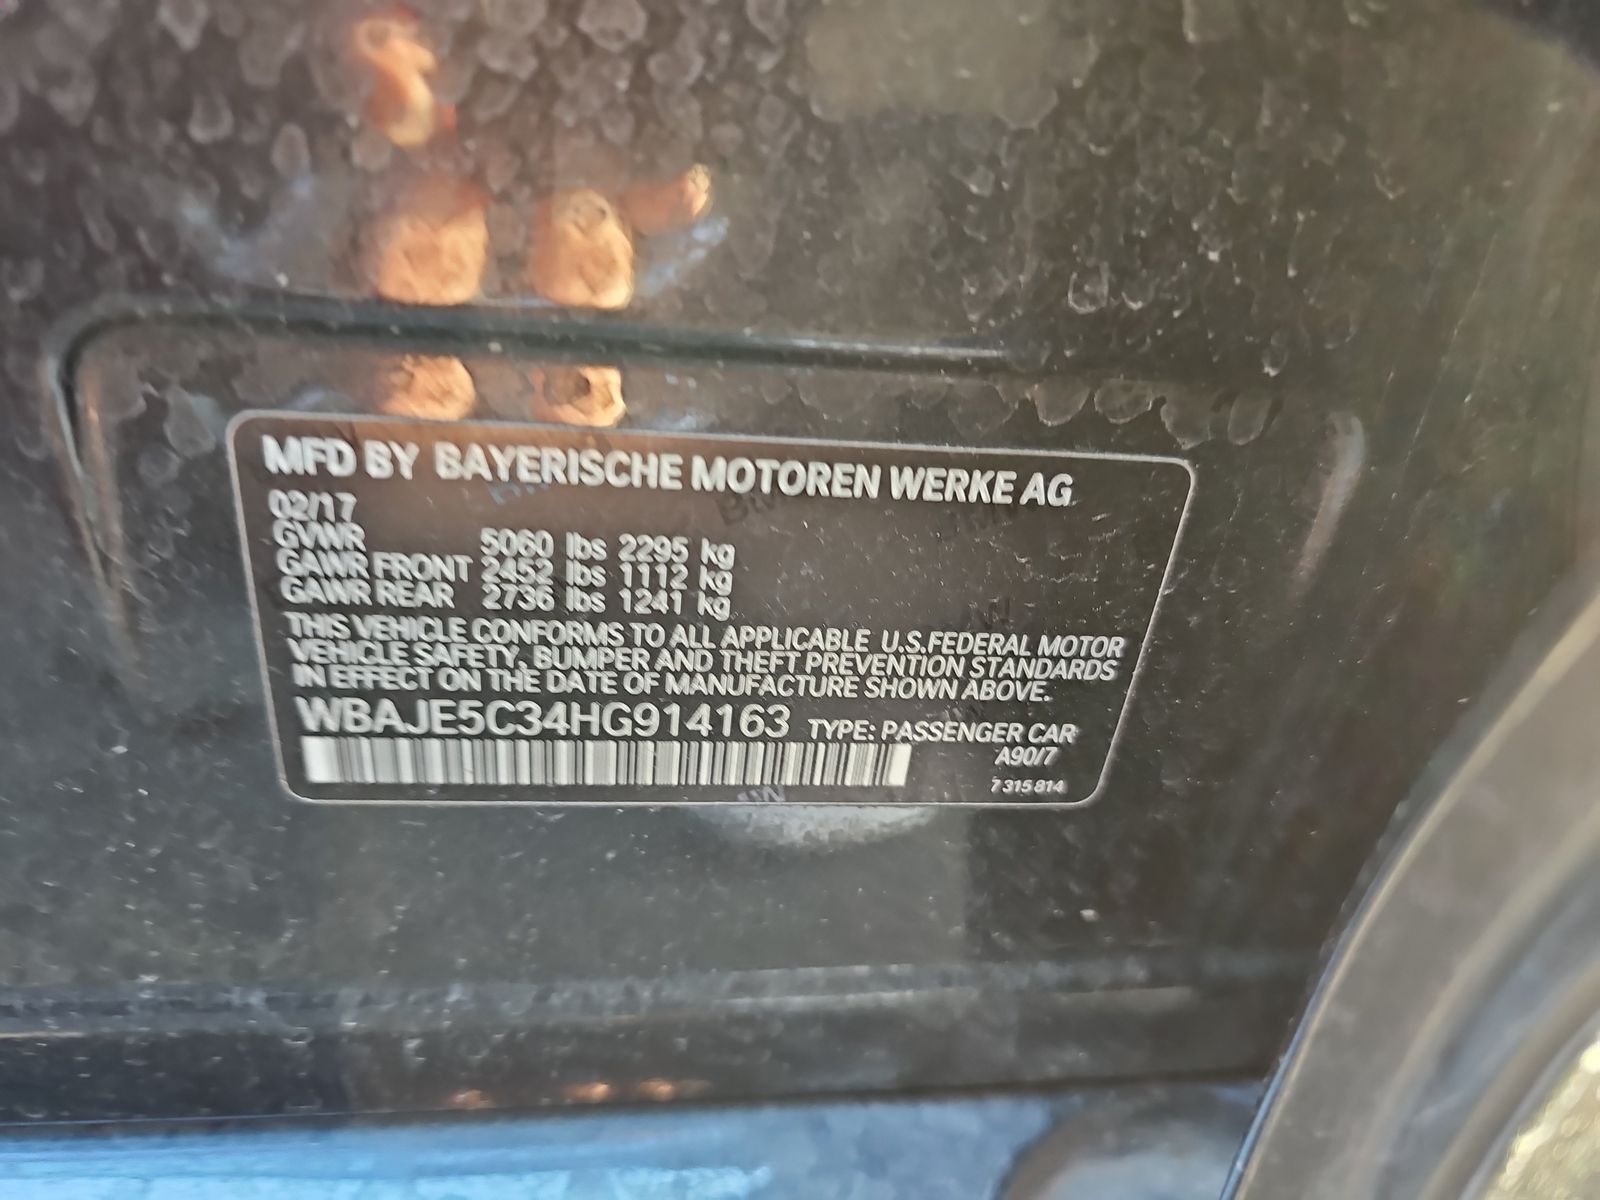 MFD BY BAYERISCHE MOTOREN WERKE AG
02/17
GVWR 5060 lbs 2295 kg
GAWR FRONT 2452 lbs 1112 kg
GAWR REAR 2736 lbs 1241 kg
THIS VEHICLE CONFORMS TO ALL APPLICABLE U.S.FEDERAL MOTOR
VEHICLE SAFETY, BUMPER AND THEFT PREVENTION STANDARDS
IN EFFECT ON THE DATE OF MANUFACTURE SHOWN ABOVE.
WBAJE5C34HG914163 TYPE: PASSENGER CAR
A90/7
7 315 814